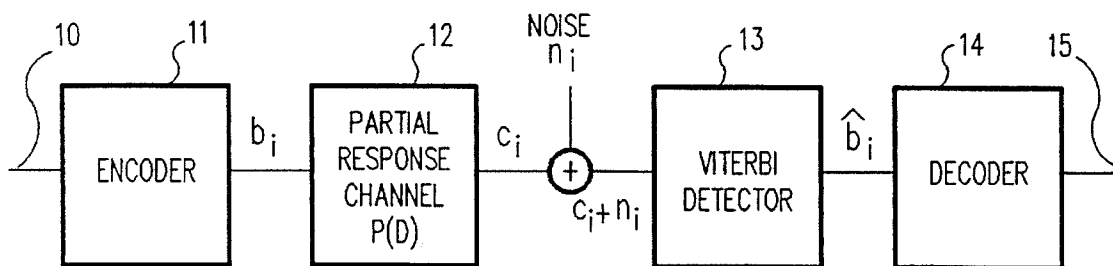 10
11
ENCODER
b_i
12
PARTIAL
RESPONSE
CHANNEL
P(D)
c_i
NOISE
n_i
+
c_i+n_i
13
VITERBI
DETECTOR
b̂_i
14
DECODER
15